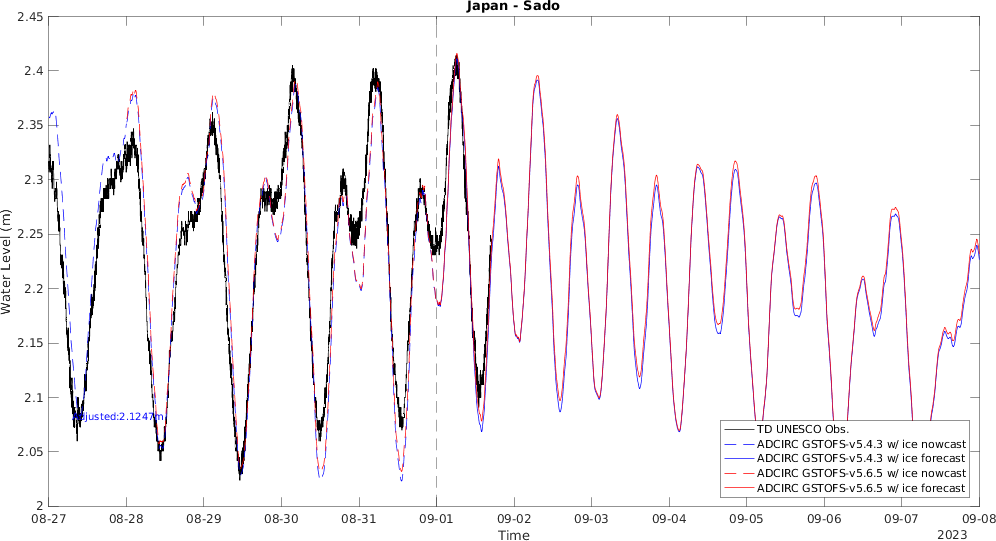 Japan - Sado
2.45
2.4
2.35
2.3
2.25
2.2
2.15
2.1
2.05
2
Water Level (m)
Adjusted:2.1247m
TD UNESCO Obs.
ADCIRC GSTOFS-v5.4.3 w/ ice nowcast
ADCIRC GSTOFS-v5.4.3 w/ ice forecast
ADCIRC GSTOFS-v5.6.5 w/ ice nowcast
ADCIRC GSTOFS-v5.6.5 w/ ice forecast
08-27 08-28 08-29 08-30 08-31 09-01 09-02 09-03 09-04 09-05 09-06 09-07 09-08
Time
2023